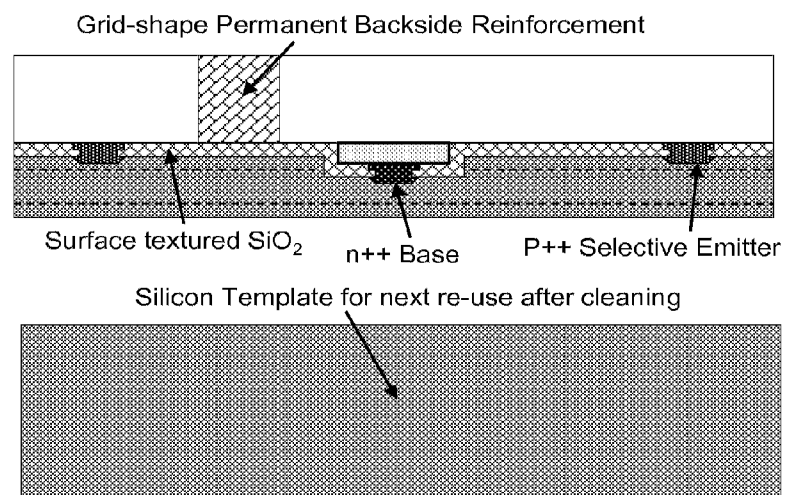 Grid-shape Permanent Backside Reinforcement
Surface textured SiO₂
n++ Base
P++ Selective Emitter
Silicon Template for next re-use after cleaning